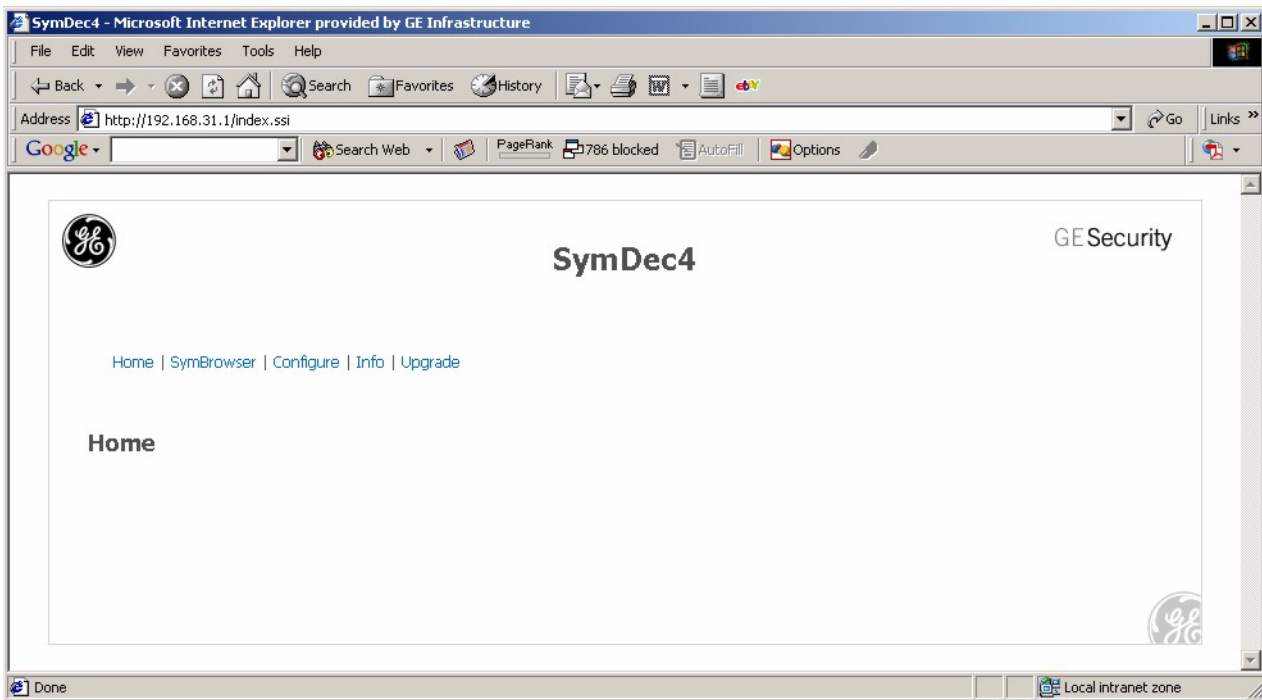 SymDec4 - Microsoft Internet Explorer provided by GE Infrastructure
File Edit View Favorites Tools Help
Back Search Favorites History
Address http://192.168.31.1/index.ssi Go Links »
Google Search Web PageRank 786 blocked AutoFill Options
GE GE Security
SymDec4
Home | SymBrowser | Configure | Info | Upgrade
Home
GE
Done Local intranet zone